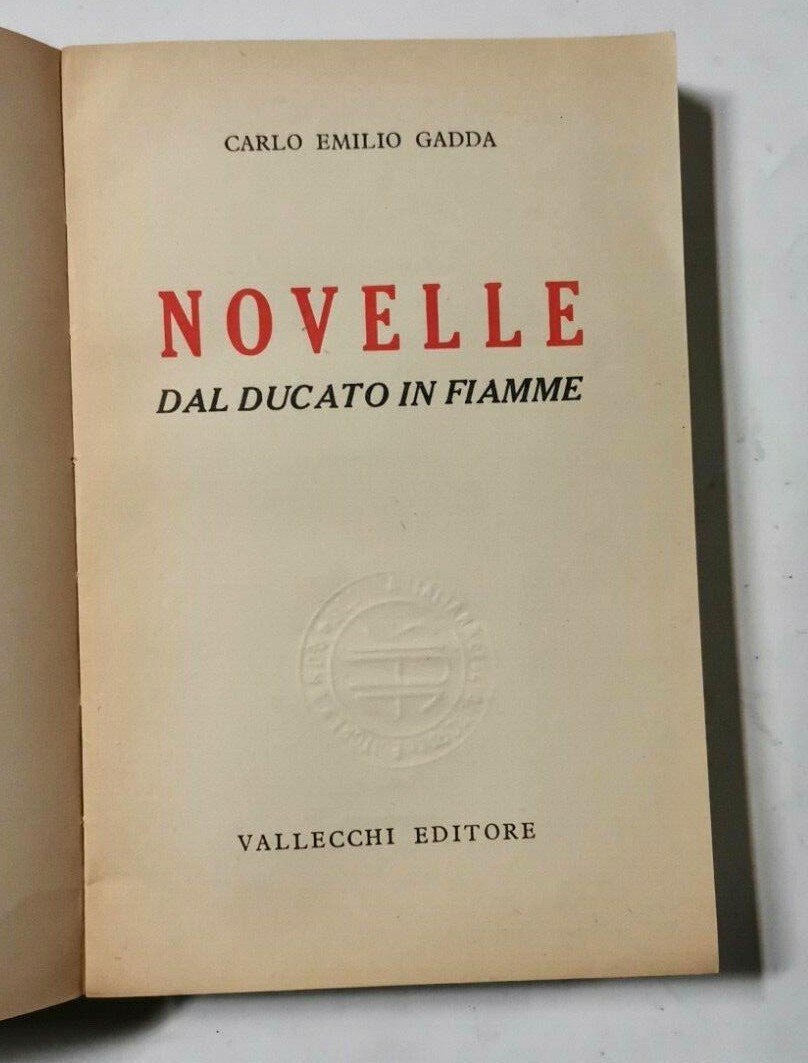 CARLO EMILIO GADDA
NOVELLE
DAL DUCATO IN FIAMME
VALLECCHI EDITORE